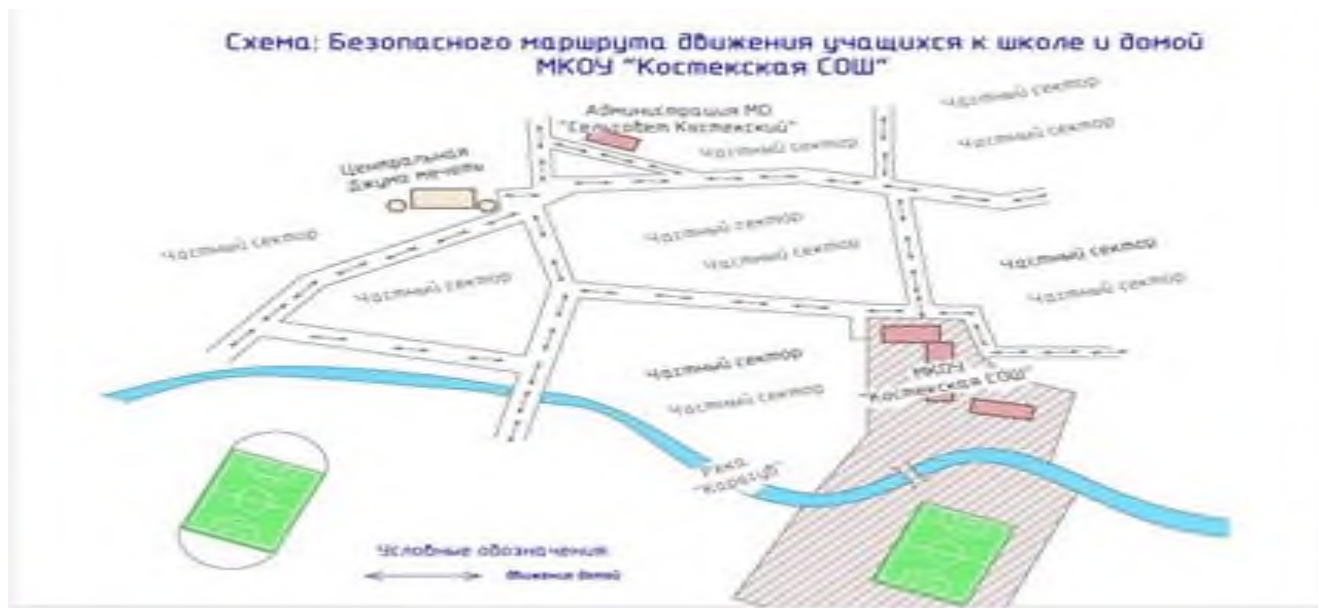 Схема: Безопасного маршрута движения учащихся к школе и домой
МКОУ "Костекская СОШ"
Частный сектор
Администрация МО
"Сельсовет Костекский"
Частный сектор
Частный сектор
Центральная
Джума мечеть
Частный сектор
Частный сектор
Частный сектор
Частный сектор
Частный сектор
Частный сектор
Частный сектор
МКОУ
"Костекская СОШ"
Частный сектор
Река
Условные обозначения
движения детей